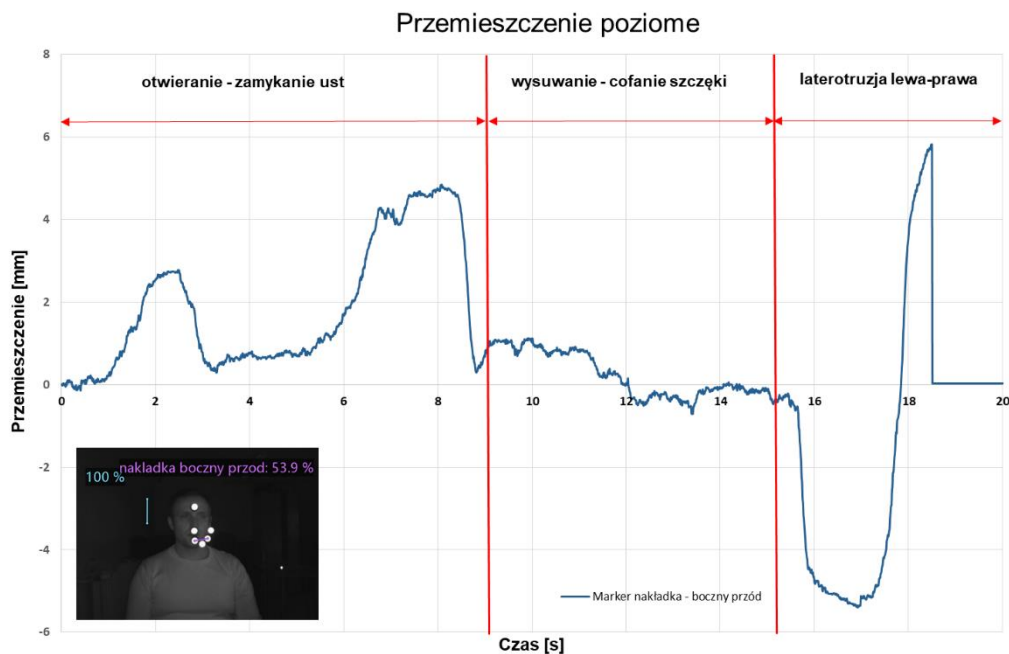 Przemieszczenie poziome
8
otwieranie - zamykanie ust
wysuwanie - cofanie szczęki
laterotruzja lewa-prawa
6
4
2
0
-2
-4
-6
Przemieszczenie [mm]
0 2 4 6 8 10 12 14 16 18 20
nakładka boczny przod: 53.9 %
100 %
Marker nakładka - boczny przód
Czas [s]